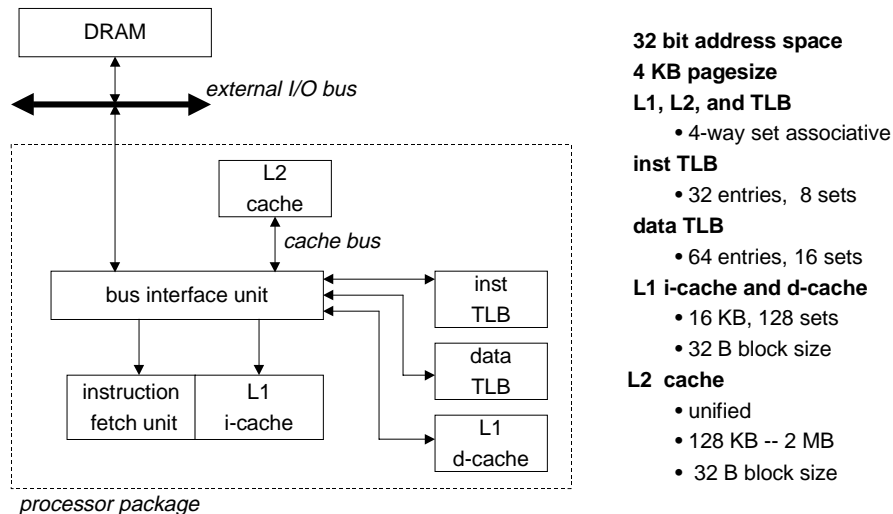 DRAM
external I/O bus
L2
cache
cache bus
bus interface unit
inst
TLB
data
TLB
instruction
fetch unit
L1
i-cache
L1
d-cache
processor package
32 bit address space
4 KB pagesize
L1, L2, and TLB
• 4-way set associative
inst TLB
• 32 entries, 8 sets
data TLB
• 64 entries, 16 sets
L1 i-cache and d-cache
• 16 KB, 128 sets
• 32 B block size
L2 cache
• unified
• 128 KB -- 2 MB
• 32 B block size